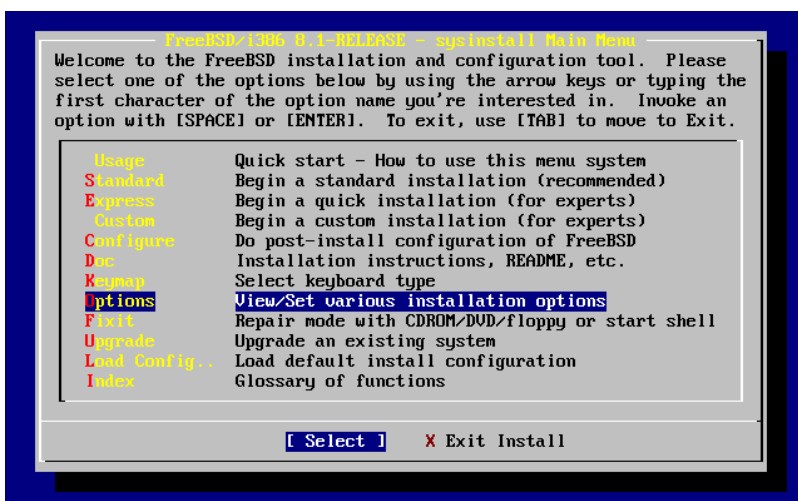 FreeBSD/i386 8.1-RELEASE - sysinstall Main Menu
Welcome to the FreeBSD installation and configuration tool.  Please
select one of the options below by using the arrow keys or typing the
first character of the option name you're interested in.  Invoke an
option with [SPACE] or [ENTER].  To exit, use [TAB] to move to Exit.
Usage Quick start - How to use this menu system
Standard Begin a standard installation (recommended)
Express Begin a quick installation (for experts)
Custom Begin a custom installation (for experts)
Configure Do post-install configuration of FreeBSD
Doc Installation instructions, README, etc.
Keymap Select keyboard type
Options View/Set various installation options
Fixit Repair mode with CDROM/DVD/floppy or start shell
Upgrade Upgrade an existing system
Load Config.. Load default install configuration
Index Glossary of functions
[ Select ] X Exit Install